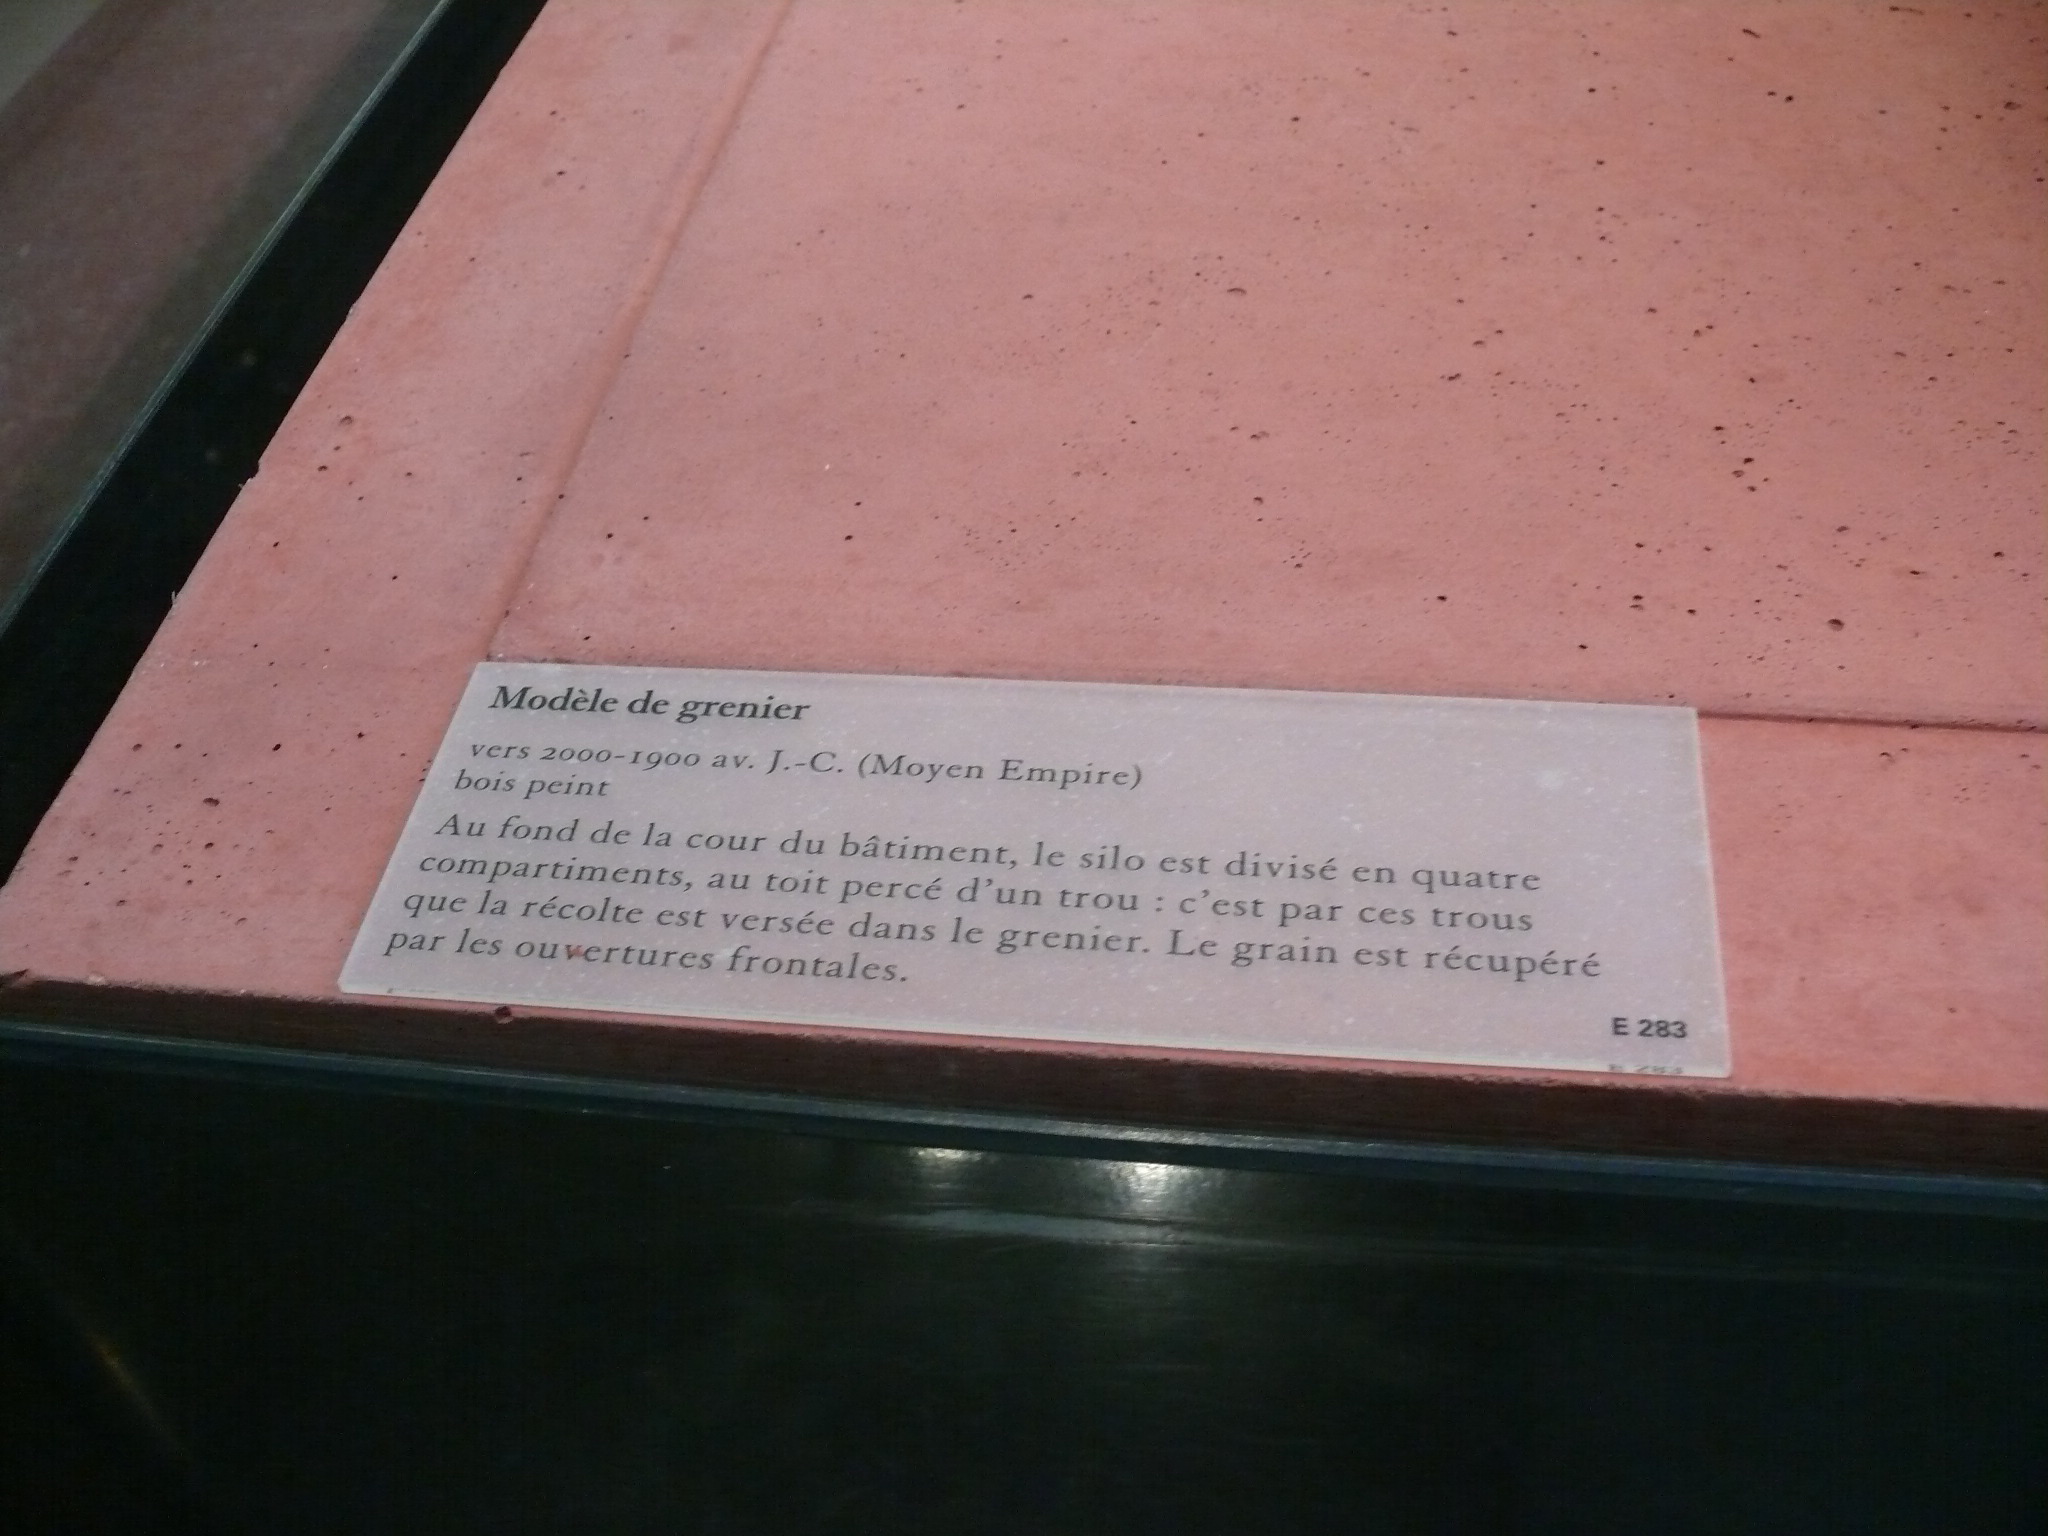 Modèle de grenier
vers 2000-1900 av. J.-C. (Moyen Empire)
bois peint
Au fond de la cour du bâtiment, le silo est divisé en quatre
compartiments, au toit percé d'un trou : c'est par ces trous
que la récolte est versée dans le grenier. Le grain est récupéré
par les ouvertures frontales.
E 283